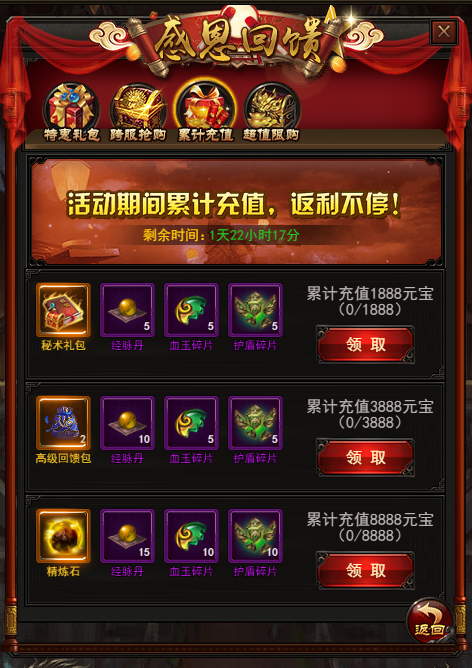 感恩回馈
特惠礼包 跨服抢购 累计充值 超值限购
活动期间累计充值，返利不停！
剩余时间：1天22小时17分
累计充值1888元宝
（0/1888）
5 5 5
秘术礼包 经脉丹 血玉碎片 护盾碎片
领取
累计充值3888元宝
（0/3888）
2 10 5 5
高级回馈包 经脉丹 血玉碎片 护盾碎片
领取
累计充值8888元宝
（0/8888）
15 10 10
精炼石 经脉丹 血玉碎片 护盾碎片
领取
返回